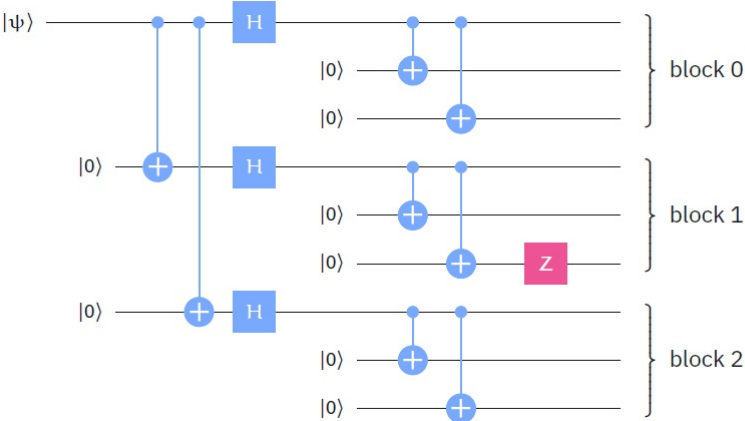 |ψ⟩ H
|0⟩ block 0
|0⟩
|0⟩ H
|0⟩ block 1
|0⟩ Z
|0⟩ H
|0⟩ block 2
|0⟩